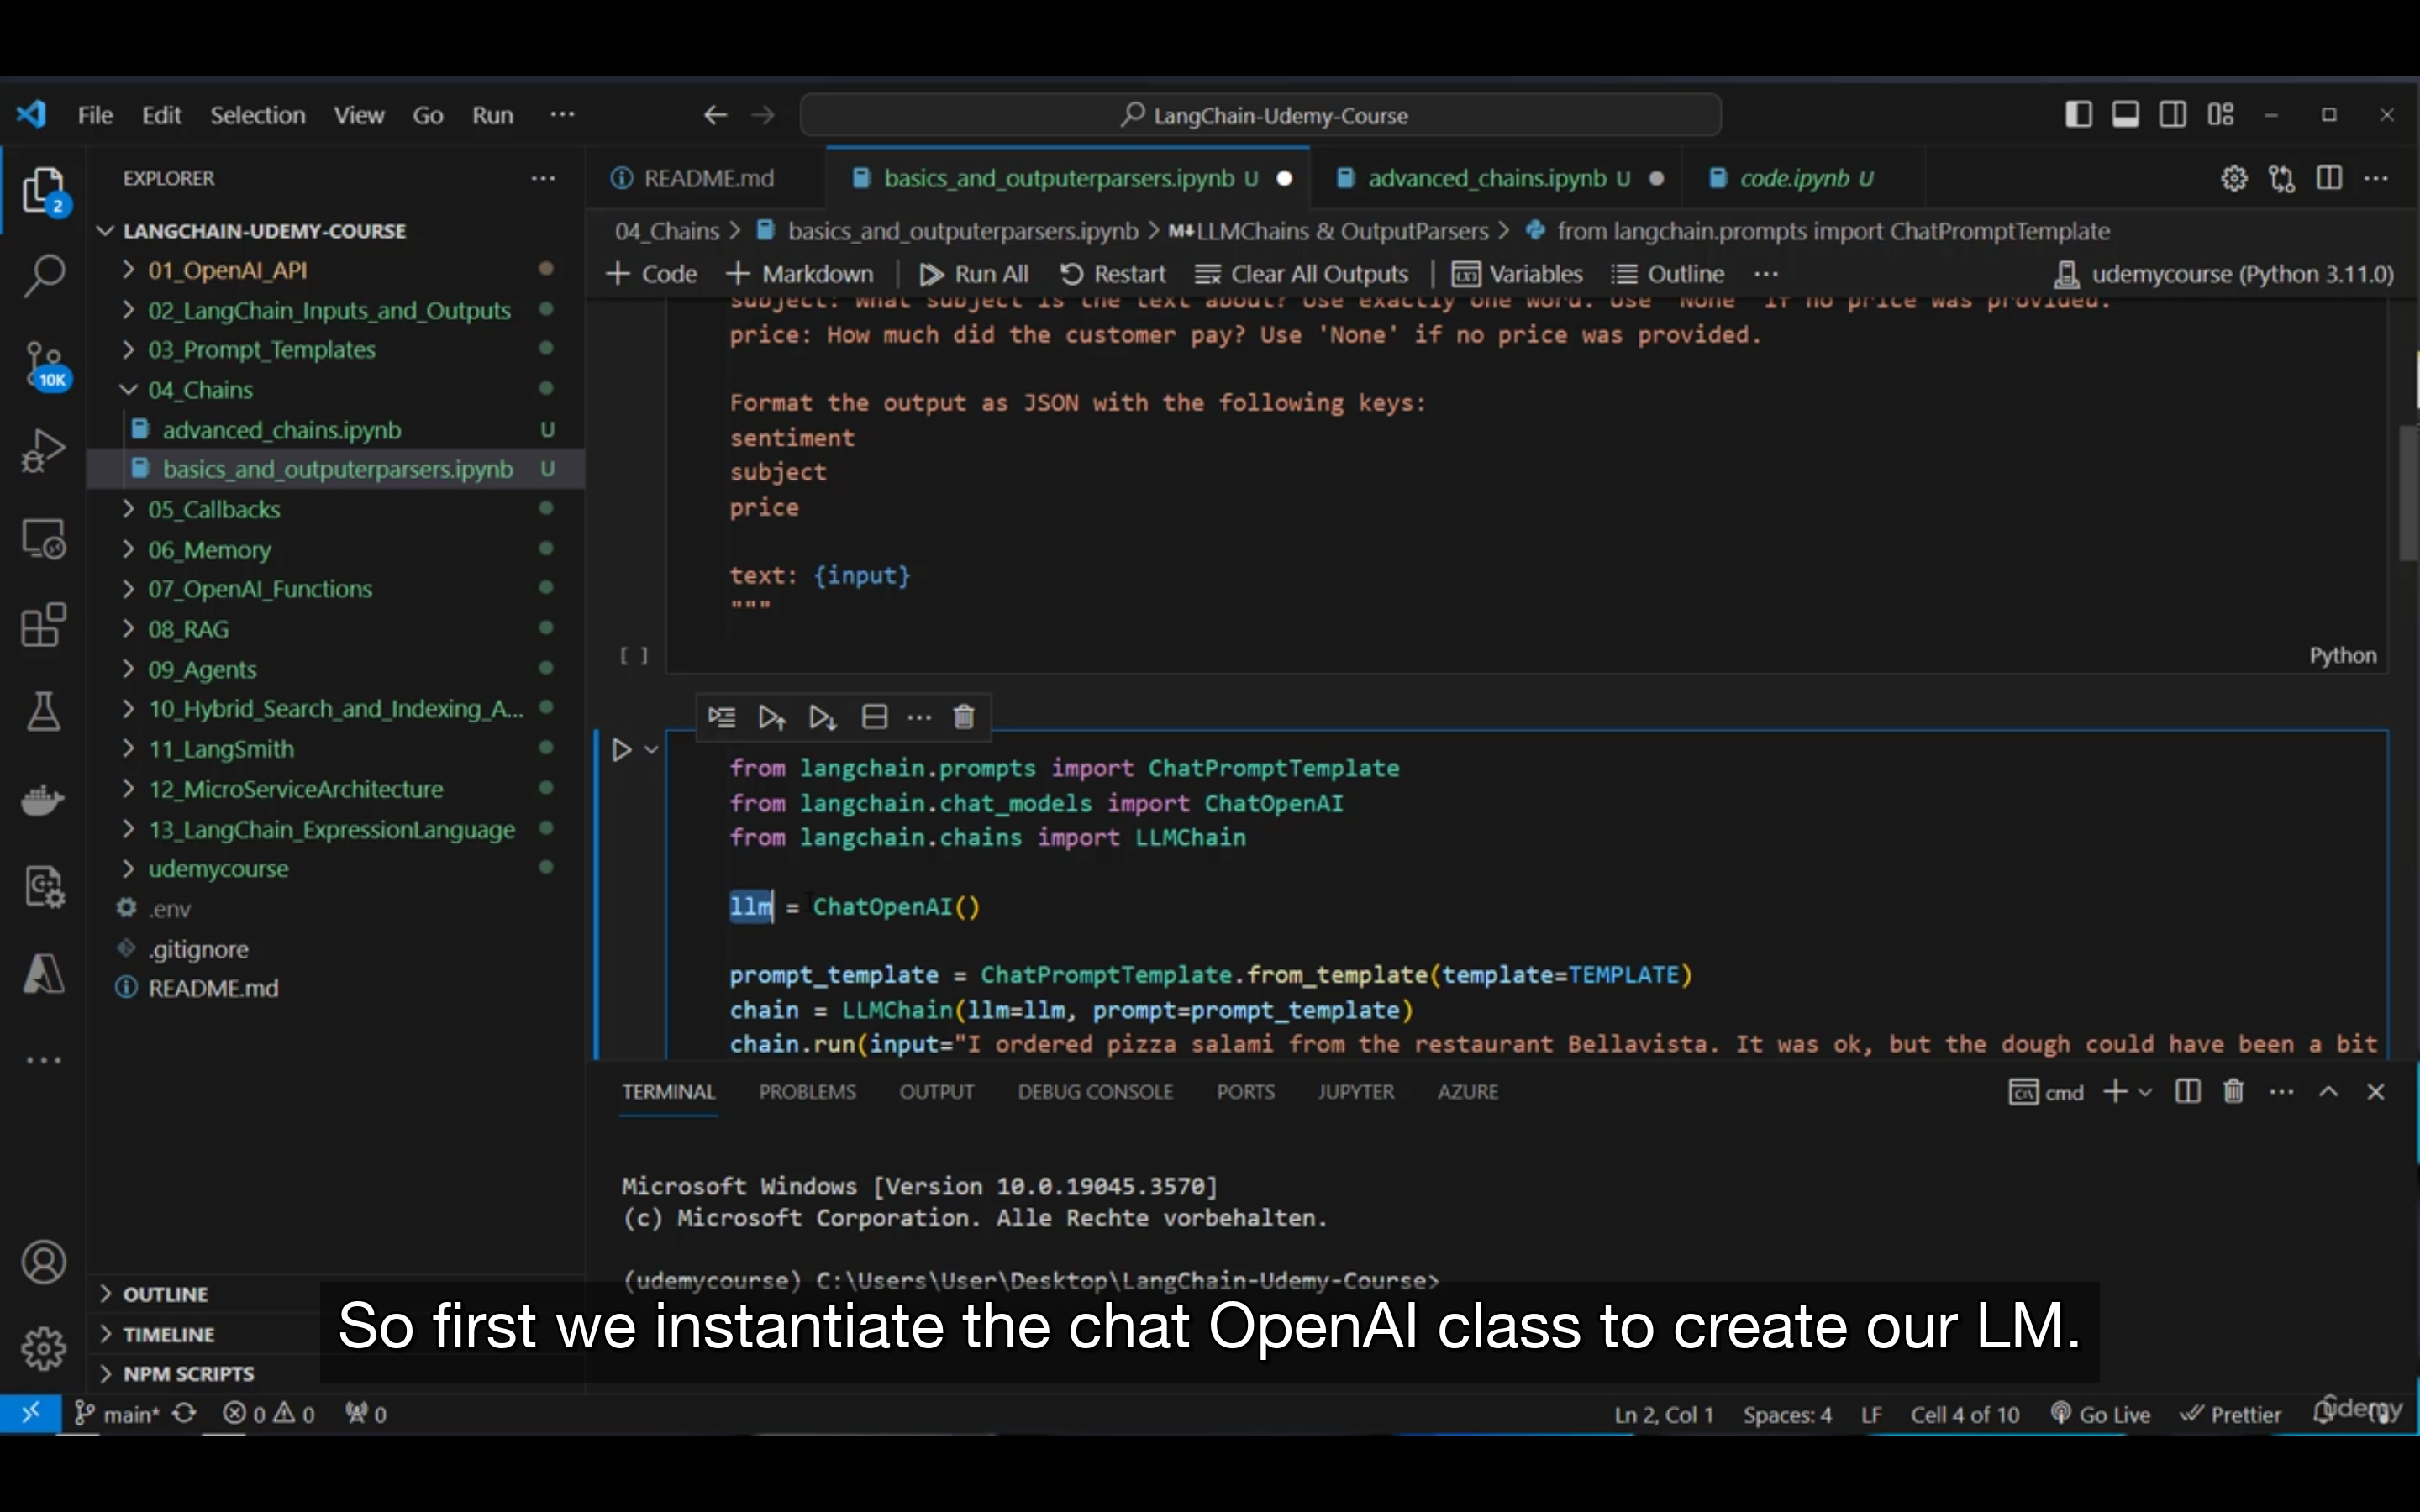 File Edit Selection View Go Run ···
LangChain-Udemy-Course
EXPLORER
2
10K
LANGCHAIN-UDEMY-COURSE
01_OpenAI_API
02_LangChain_Inputs_and_Outputs
03_Prompt_Templates
04_Chains
advanced_chains.ipynb U
basics_and_outputerparsers.ipynb U
05_Callbacks
06_Memory
07_OpenAI_Functions
08_RAG
09_Agents
10_Hybrid_Search_and_Indexing_A...
11_LangSmith
12_MicroServiceArchitecture
13_LangChain_ExpressionLanguage
udemycourse
.env
.gitignore
README.md
OUTLINE
TIMELINE
NPM SCRIPTS
README.md basics_and_outputerparsers.ipynb U advanced_chains.ipynb U code.ipynb U
04_Chains > basics_and_outputerparsers.ipynb > M↓LLMChains & OutputParsers > from langchain.prompts import ChatPromptTemplate
+ Code + Markdown Run All Restart Clear All Outputs Variables Outline ··· udemycourse (Python 3.11.0)
subject: What subject is the text about? Use exactly one word. Use 'None' if no price was provided.
price: How much did the customer pay? Use 'None' if no price was provided.
Format the output as JSON with the following keys:
sentiment
subject
price
text: {input}
"""
[ ]
Python
from langchain.prompts import ChatPromptTemplate
from langchain.chat_models import ChatOpenAI
from langchain.chains import LLMChain
llm = ChatOpenAI()
prompt_template = ChatPromptTemplate.from_template(template=TEMPLATE)
chain = LLMChain(llm=llm, prompt=prompt_template)
chain.run(input="I ordered pizza salami from the restaurant Bellavista. It was ok, but the dough could have been a bit
TERMINAL PROBLEMS OUTPUT DEBUG CONSOLE PORTS JUPYTER AZURE
cmd
Microsoft Windows [Version 10.0.19045.3570]
(c) Microsoft Corporation. Alle Rechte vorbehalten.
(udemycourse) C:\Users\User\Desktop\LangChain-Udemy-Course>
So first we instantiate the chat OpenAI class to create our LM.
main* 0 0 0
Ln 2, Col 1 Spaces: 4 LF Cell 4 of 10 Go Live Prettier
ûdemy